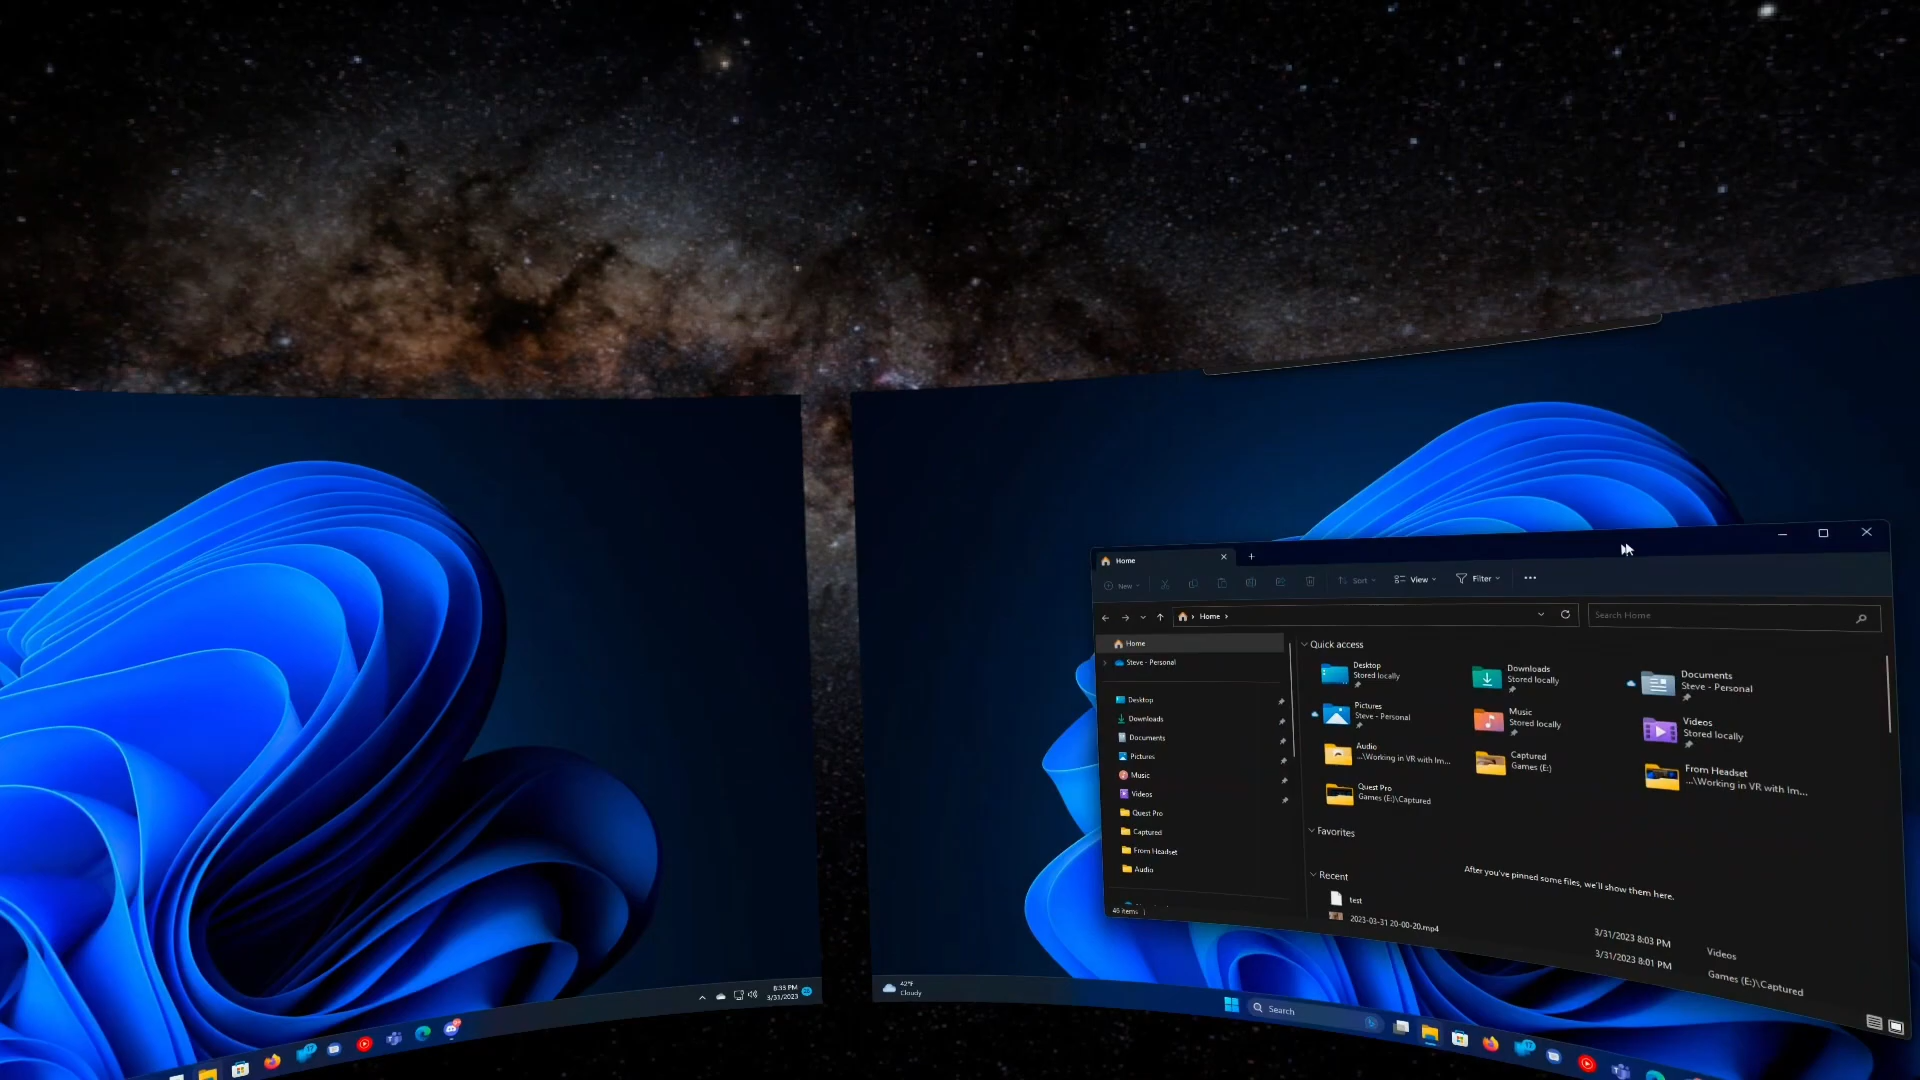 Home
New
Sort
View
Filter
Home
Search Home
Home
Steve - Personal
Desktop
Downloads
Documents
Pictures
Music
Videos
Quest Pro
Captured
From Headset
Audio
46 items
Quick access
Desktop
Stored locally
Downloads
Stored locally
Documents
Steve - Personal
Pictures
Steve - Personal
Music
Stored locally
Videos
Stored locally
Audio
...\Working in VR with Im...
Captured
Games (E:)
From Headset
...\Working in VR with Im...
Quest Pro
Games (E:)\Captured
Favorites
After you've pinned some files, we'll show them here.
Recent
test
3/31/2023 8:03 PM
Videos
2023-03-31 20-00-20.mp4
3/31/2023 8:01 PM
Games (E:)\Captured
8:33 PM
3/31/2023
42°F
Cloudy
Search